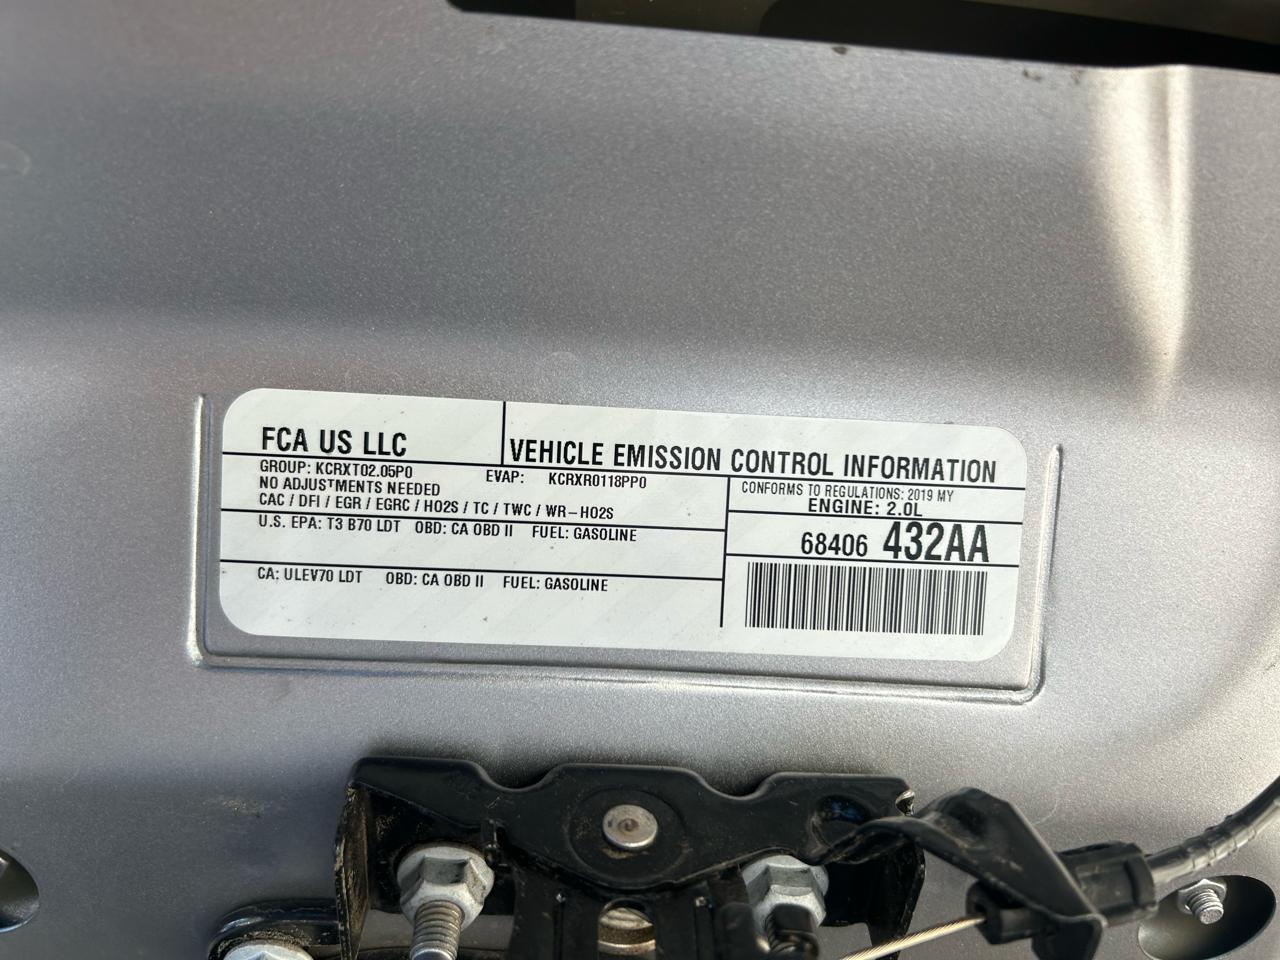 FCA US LLC
VEHICLE EMISSION CONTROL INFORMATION
GROUP: KCRXT02.05P0 EVAP: KCRXR0118PP0
NO ADJUSTMENTS NEEDED
CAC / DFI / EGR / EGRC / HO2S / TC / TWC / WR-HO2S
U.S. EPA: T3 B70 LDT OBD: CA OBD II FUEL: GASOLINE
CA: ULEV70 LDT OBD: CA OBD II FUEL: GASOLINE
CONFORMS TO REGULATIONS: 2019 MY
ENGINE: 2.0L
68406 432AA